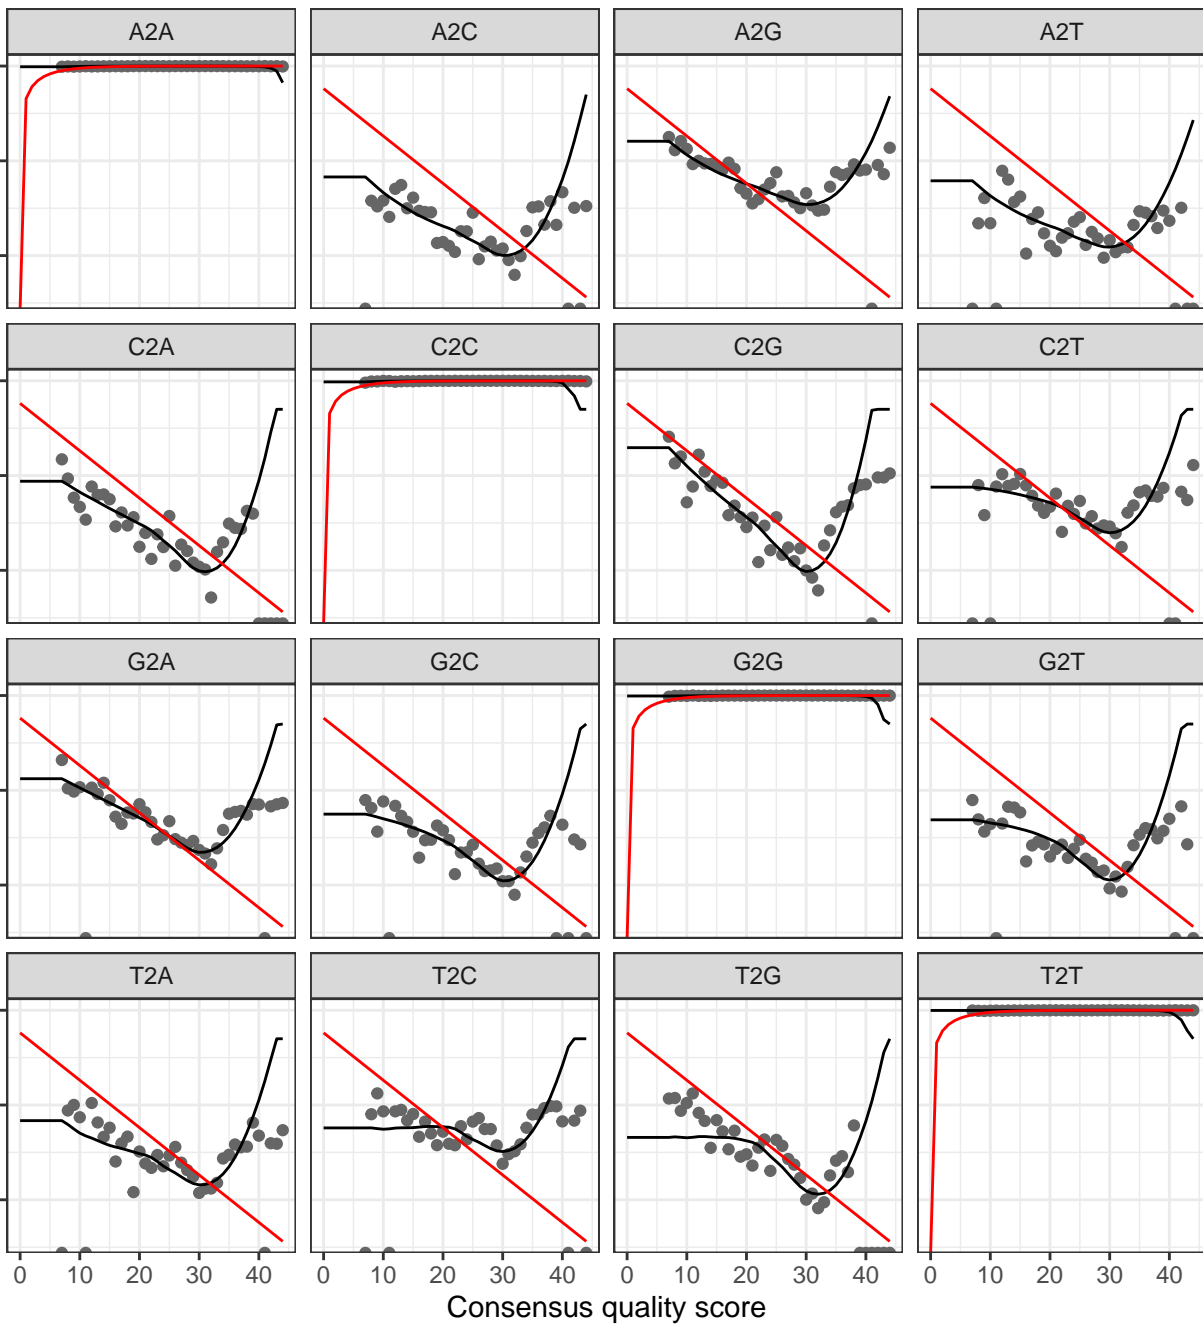 A2A A2C A2G A2T
C2A C2C C2G C2T
G2A G2C G2G G2T
T2A T2C T2G T2T
0 10 20 30 40 0 10 20 30 40 0 10 20 30 40 0 10 20 30 40
Consensus quality score